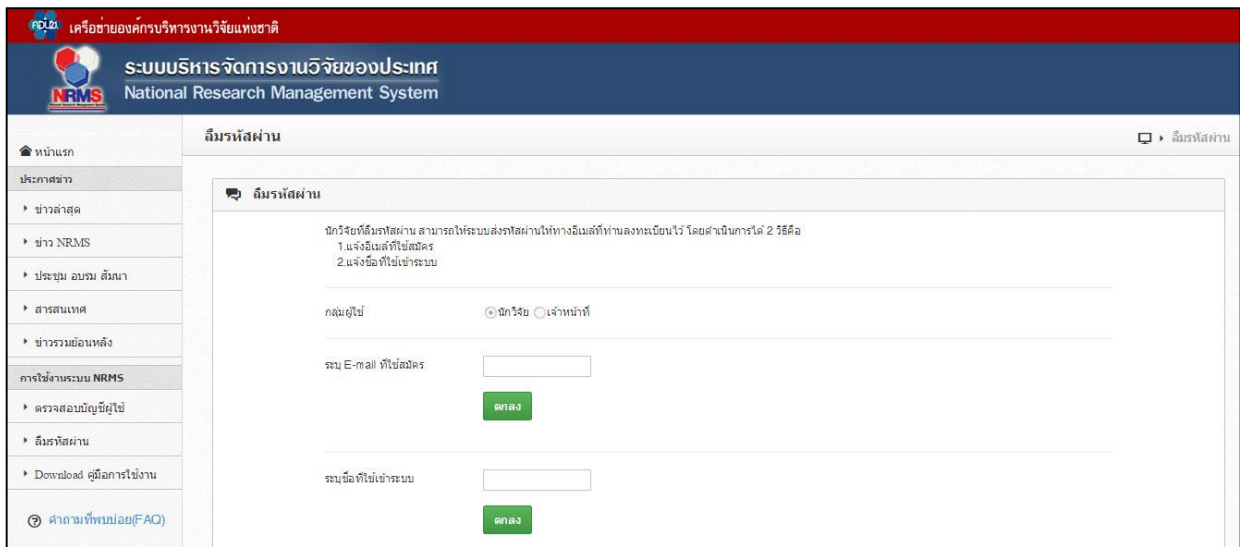 คอบช. เครือข่ายองค์กรบริหารงานวิจัยแห่งชาติ
NRMS
ระบบบริหารจัดการงานวิจัยของประเทศ
National Research Management System
ลืมรหัสผ่าน
ลืมรหัสผ่าน
หน้าแรก
ประกาศข่าว
ข่าวล่าสุด
ข่าว NRMS
ประชุม อบรม สัมนา
สารสนเทศ
ข่าวรวมย้อนหลัง
การใช้งานระบบ NRMS
ตรวจสอบบัญชีผู้ใช้
ลืมรหัสผ่าน
Download คู่มือการใช้งาน
คำถามที่พบบ่อย(FAQ)
ลืมรหัสผ่าน
นักวิจัยที่ลืมรหัสผ่าน สามารถให้ระบบส่งรหัสผ่านให้ทางอีเมล์ที่ท่านลงทะเบียนไว้ โดยดำเนินการได้ 2 วิธีคือ
1.แจ้งอีเมล์ที่ใช้สมัคร
2.แจ้งชื่อที่ใช้เข้าระบบ
กลุ่มผู้ใช้ นักวิจัย เจ้าหน้าที่
ระบุ E-mail ที่ใช้สมัคร
ตกลง
ระบุชื่อที่ใช้เข้าระบบ
ตกลง